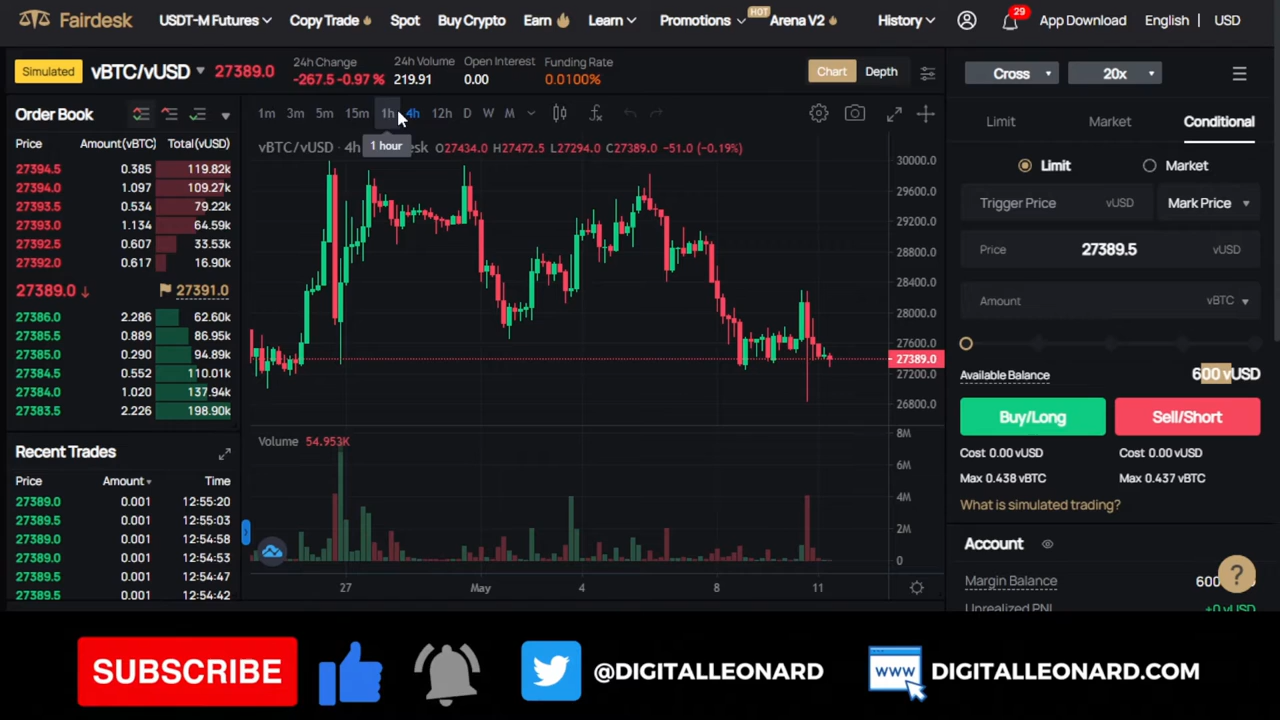 Fairdesk USDT-M Futures Copy Trade Spot Buy Crypto Earn Learn Promotions HOT Arena V2 History 29 App Download English | USD
Simulated vBTC/vUSD 27389.0
24h Change 24h Volume Open Interest Funding Rate
-267.5 -0.97 % 219.91 0.00 0.0100%
Chart Depth
Cross 20x
Order Book
1m 3m 5m 15m 1h 4h 12h D W M
1 hour
vBTC/vUSD · 4h esk O27434.0 H27472.5 L27294.0 C27389.0 -51.0 (-0.19%)
Price Amount(vBTC) Total(vUSD)
27394.5 0.385 119.82k
27394.0 1.097 109.27k
27393.5 0.534 79.22k
27393.0 1.134 64.59k
27392.5 0.607 33.53k
27392.0 0.617 16.90k
27389.0 ↓ 27391.0
27386.0 2.286 62.60k
27385.5 0.889 86.95k
27385.0 0.290 94.89k
27384.5 0.552 110.01k
27384.0 1.020 137.94k
27383.5 2.226 198.90k
Recent Trades
Price Amount Time
27389.0 0.001 12:55:20
27389.5 0.001 12:55:03
27389.0 0.001 12:54:58
27389.0 0.001 12:54:53
27389.5 0.001 12:54:47
27389.5 0.001 12:54:42
30000.0
29600.0
29200.0
28800.0
28400.0
28000.0
27600.0
27389.0
27200.0
26800.0
Volume 54.953K
8M
6M
4M
2M
0
27 May 4 8 11
Limit Market Conditional
Limit Market
Trigger Price vUSD Mark Price
Price 27389.5 vUSD
Amount vBTC
Available Balance 600 vUSD
Buy/Long Sell/Short
Cost 0.00 vUSD Cost 0.00 vUSD
Max 0.438 vBTC Max 0.437 vBTC
What is simulated trading?
Account
?
Margin Balance 600
Unrealized PNL +0 vUSD
SUBSCRIBE @DIGITALLEONARD WWW DIGITALLEONARD.COM